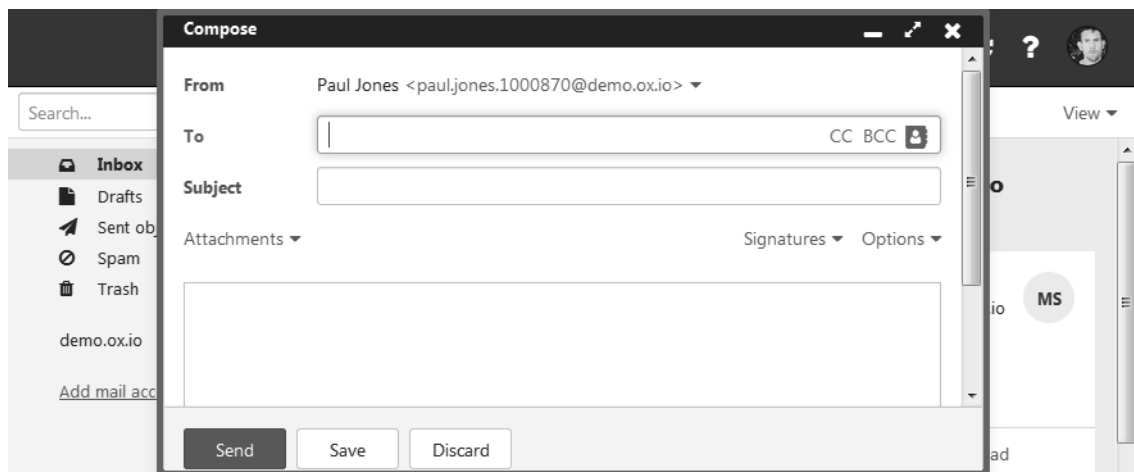 Compose
From Paul Jones <paul.jones.1000870@demo.ox.io>
Search... View
To CC BCC
Inbox
Subject
Drafts
Sent obj
Attachments Signatures Options
Spam
Trash
MS
io
demo.ox.io
Add mail acc
Send Save Discard
ad